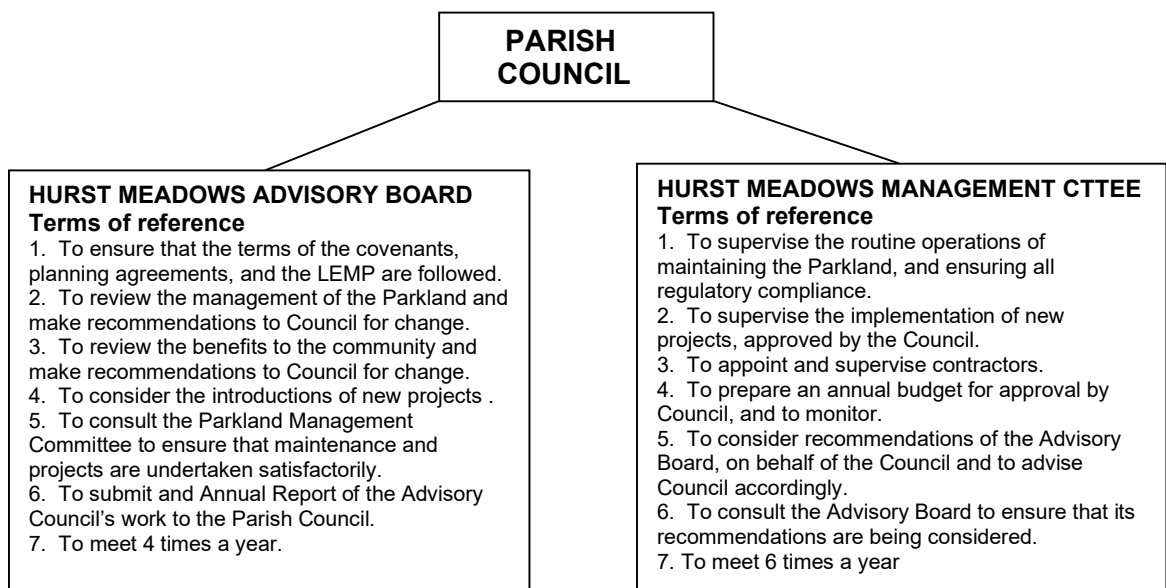 PARISH
COUNCIL
HURST MEADOWS ADVISORY BOARD
Terms of reference
1. To ensure that the terms of the covenants,
planning agreements, and the LEMP are followed.
2. To review the management of the Parkland and
make recommendations to Council for change.
3. To review the benefits to the community and
make recommendations to Council for change.
4. To consider the introductions of new projects .
5. To consult the Parkland Management
Committee to ensure that maintenance and
projects are undertaken satisfactorily.
6. To submit and Annual Report of the Advisory
Council's work to the Parish Council.
7. To meet 4 times a year.
HURST MEADOWS MANAGEMENT CTTEE
Terms of reference
1. To supervise the routine operations of
maintaining the Parkland, and ensuring all
regulatory compliance.
2. To supervise the implementation of new
projects, approved by the Council.
3. To appoint and supervise contractors.
4. To prepare an annual budget for approval by
Council, and to monitor.
5. To consider recommendations of the Advisory
Board, on behalf of the Council and to advise
Council accordingly.
6. To consult the Advisory Board to ensure that its
recommendations are being considered.
7. To meet 6 times a year